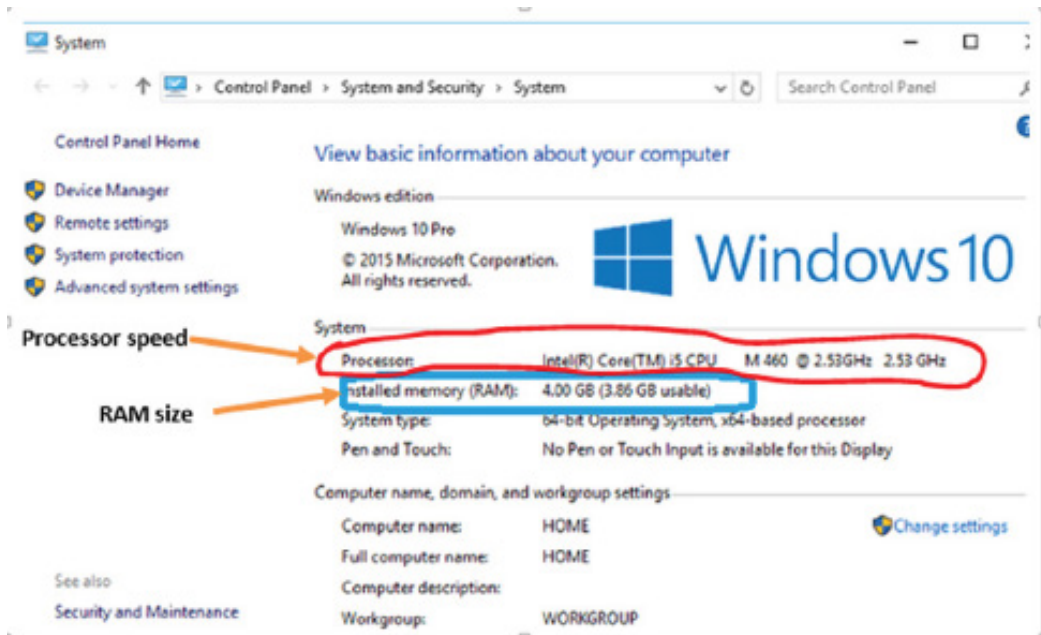 System
Control Panel > System and Security > System
Search Control Panel
Control Panel Home
View basic information about your computer
Device Manager
Remote settings
System protection
Advanced system settings
Windows edition
Windows 10 Pro
© 2015 Microsoft Corporation.
All rights reserved.
Windows 10
System
Processor speed
Processor: Intel(R) Core(TM) i5 CPU M 460 @ 2.53GHz 2.53 GHz
Installed memory (RAM): 4.00 GB (3.86 GB usable)
RAM size
System type: 64-bit Operating System, x64-based processor
Pen and Touch: No Pen or Touch Input is available for this Display
Computer name, domain, and workgroup settings
Computer name: HOME
Change settings
Full computer name: HOME
Computer description:
Workgroup: WORKGROUP
See also
Security and Maintenance